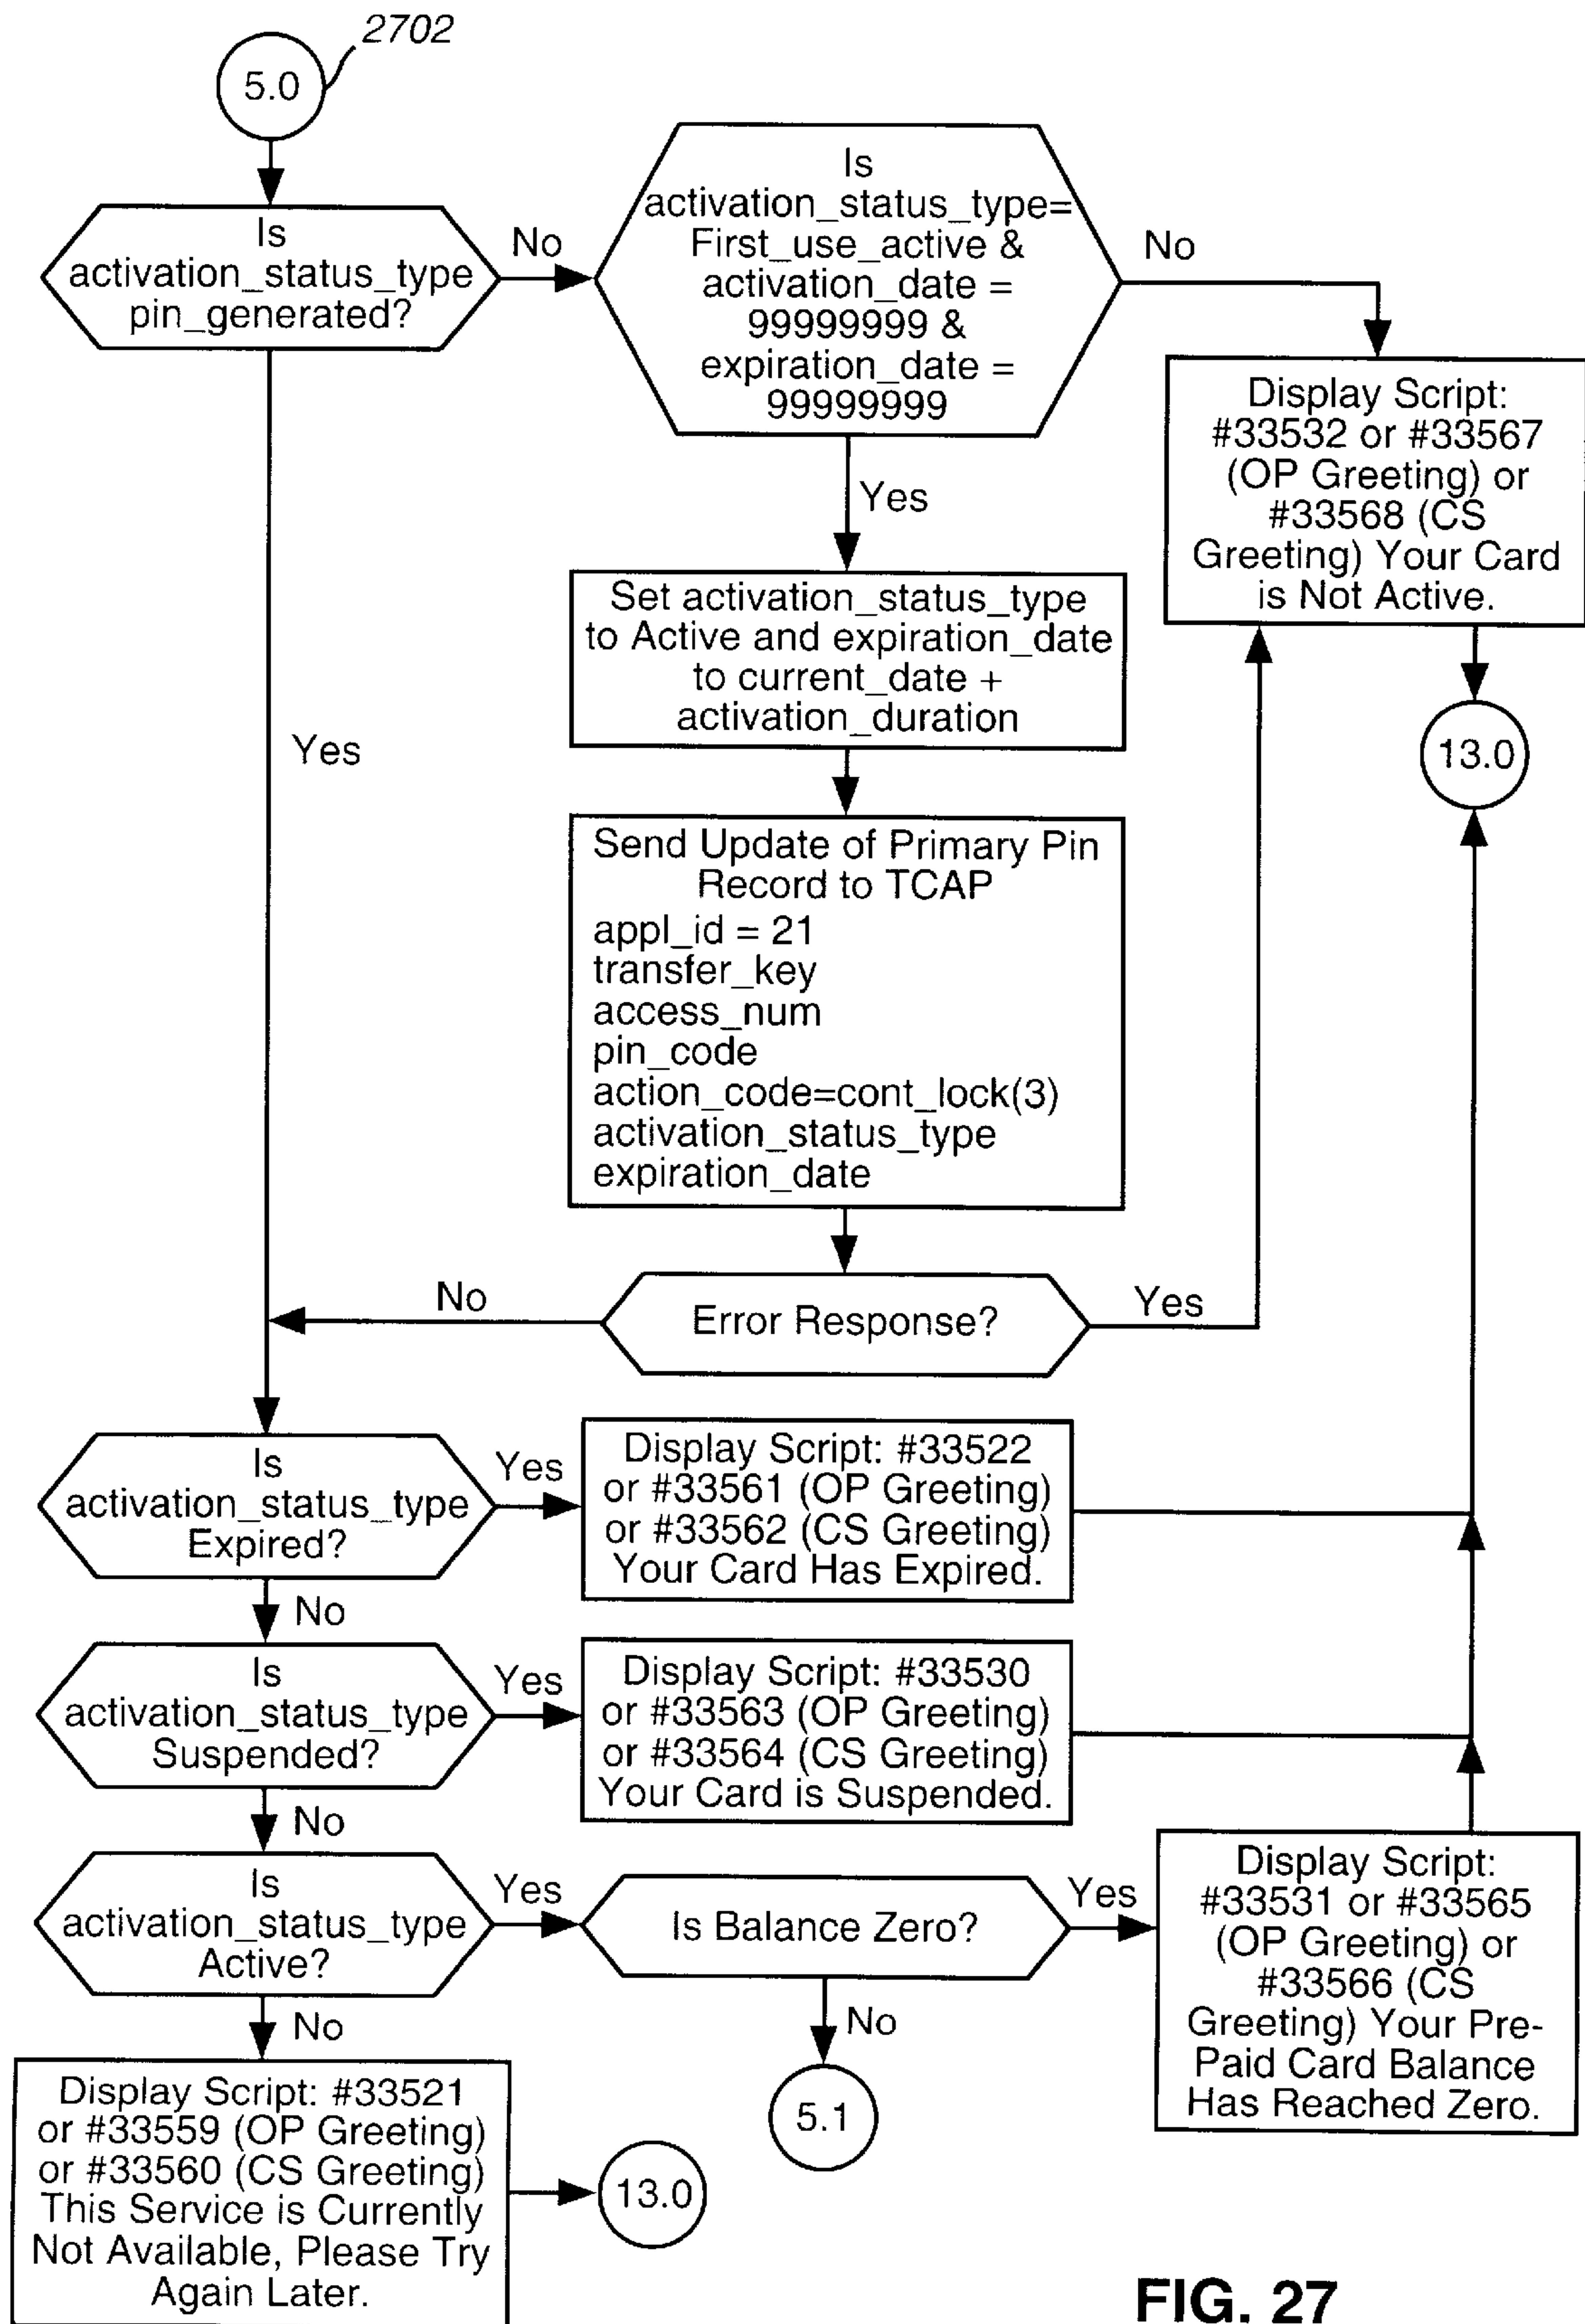 2702
5.0
Is
activation_status_type
pin_generated?
No
Is
activation_status_type=
First_use_active &
activation_date =
99999999 &
expiration_date =
99999999
No
Display Script:
#33532 or #33567
(OP Greeting) or
#33568 (CS
Greeting) Your Card
is Not Active.
13.0
Yes
Set activation_status_type
to Active and expiration_date
to current_date +
activation_duration
Yes
Send Update of Primary Pin
Record to TCAP
appl_id = 21
transfer_key
access_num
pin_code
action_code=cont_lock(3)
activation_status_type
expiration_date
No
Error Response?
Yes
Is
activation_status_type
Expired?
Yes
Display Script: #33522
or #33561 (OP Greeting)
or #33562 (CS Greeting)
Your Card Has Expired.
No
Is
activation_status_type
Suspended?
Yes
Display Script: #33530
or #33563 (OP Greeting)
or #33564 (CS Greeting)
Your Card is Suspended.
No
Is
activation_status_type
Active?
Yes
Is Balance Zero?
Yes
Display Script:
#33531 or #33565
(OP Greeting) or
#33566 (CS
Greeting) Your Pre-
Paid Card Balance
Has Reached Zero.
No
5.1
No
Display Script: #33521
or #33559 (OP Greeting)
or #33560 (CS Greeting)
This Service is Currently
Not Available, Please Try
Again Later.
13.0
FIG. 27